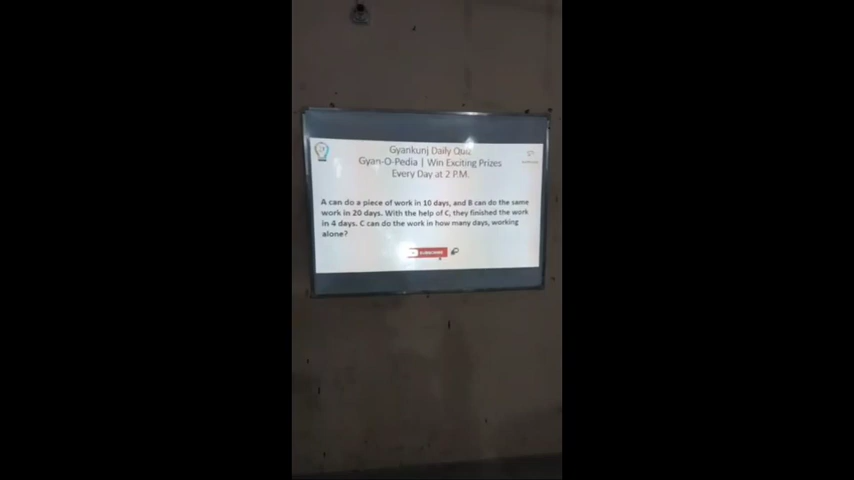 Gyankunj Daily Quiz
Gyan-O-Pedia | Win Exciting Prizes
Every Day at 2 P.M.
A can do a piece of work in 10 days, and B can do the same
work in 20 days. With the help of C, they finished the work
in 4 days. C can do the work in how many days, working
alone?
SUBSCRIBE